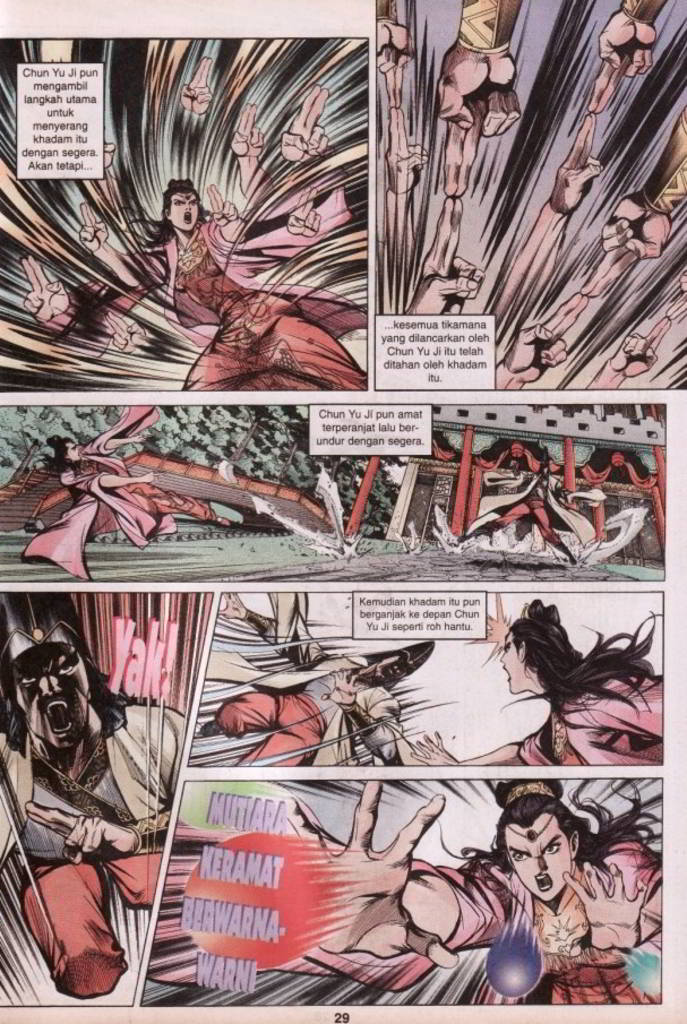 Chun Yu Ji pun
mengambil
langkah utama
untuk
menyerang
khadam itu
dengan segera.
Akan tetapi...
...kesemua tikamana
yang dilancarkan oleh
Chun Yu Ji itu telah
ditahan oleh khadam
itu.
Chun Yu Ji pun amat
terperanjat lalu ber-
undur dengan segera.
Yak!
Kemudian khadam itu pun
berganjak ke depan Chun
Yu Ji seperti roh hantu.
MUTIARA
KERAMAT
BERWARNA-
WARNI
29